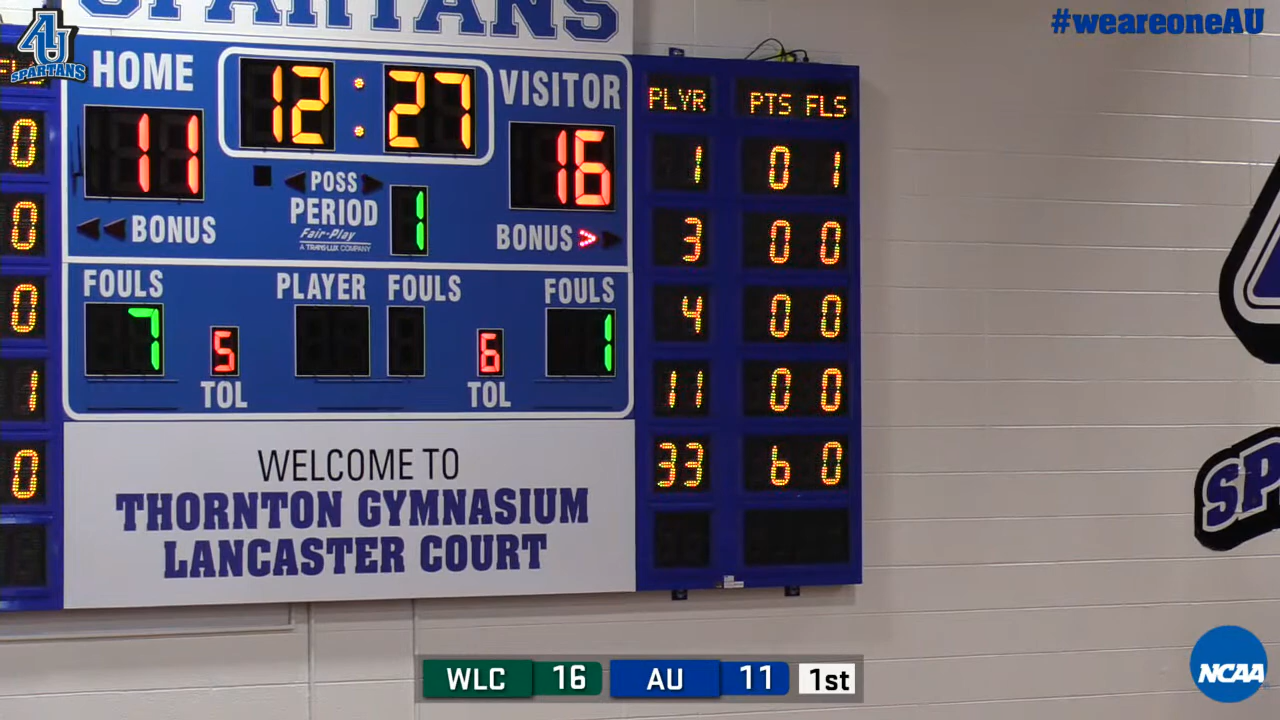 SPARTANS
#weareoneAU
AU
SPARTANS
HOME
12:27
VISITOR
11
16
POSS
PERIOD
1
Fair-Play
A TRANS-LUX COMPANY
BONUS
BONUS >
FOULS
PLAYER
FOULS
FOULS
7
5
6
1
TOL
TOL
PLYR PTS FLS
1 0 1
3 0 0
4 0 0
11 0 0
33 6 0
0
0
0
1
0
WELCOME TO
THORNTON GYMNASIUM
LANCASTER COURT
SP
WLC 16 AU 11 1st
NCAA